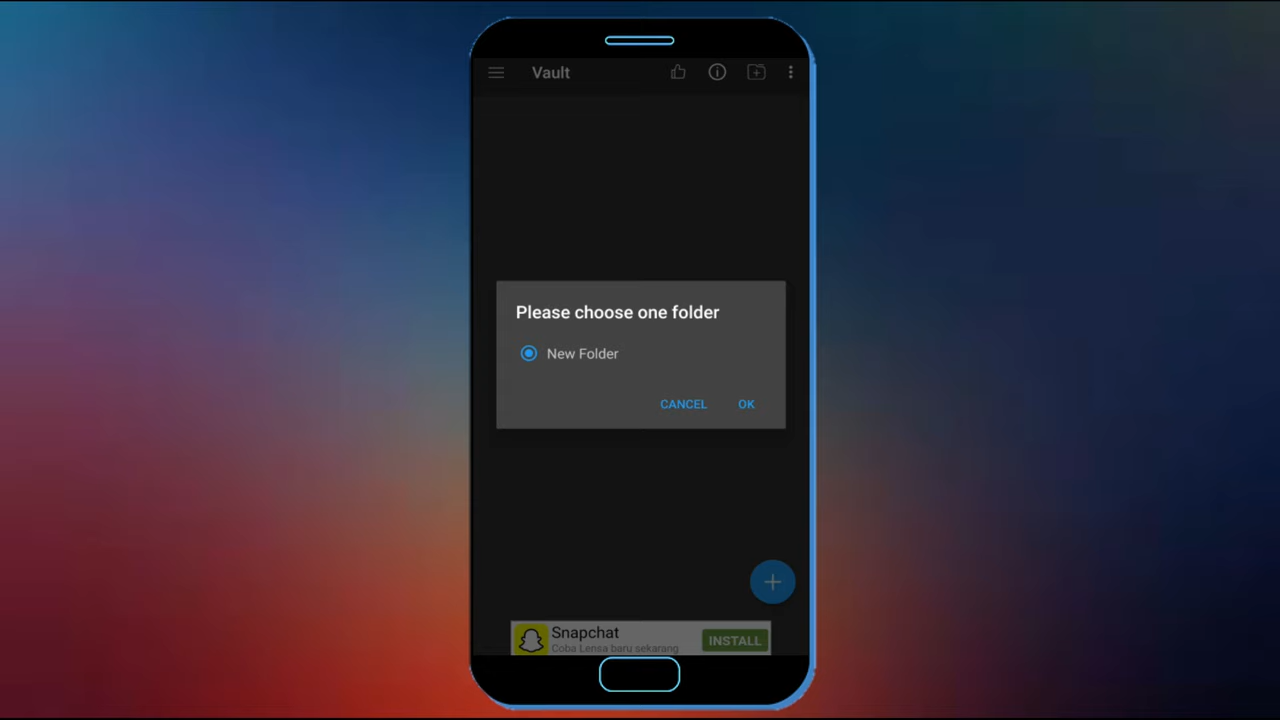 Vault
Please choose one folder
New Folder
CANCEL OK
Snapchat
Coba Lensa baru sekarang
INSTALL